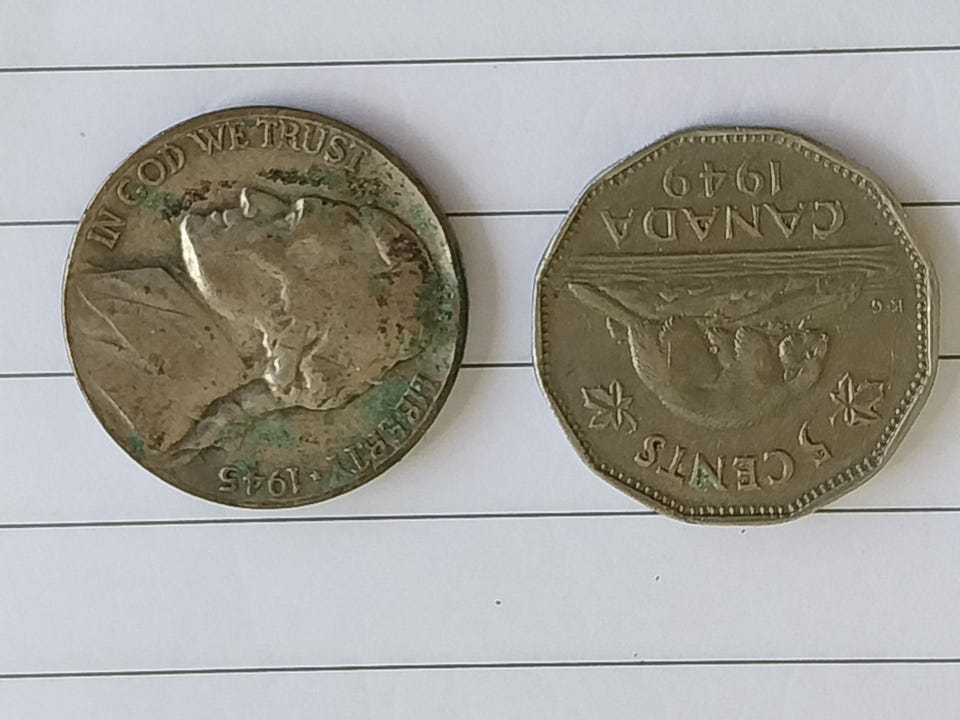 IN GOD WE TRUST
LIBERTY ★ 1945
5 CENTS
KG
CANADA
1949